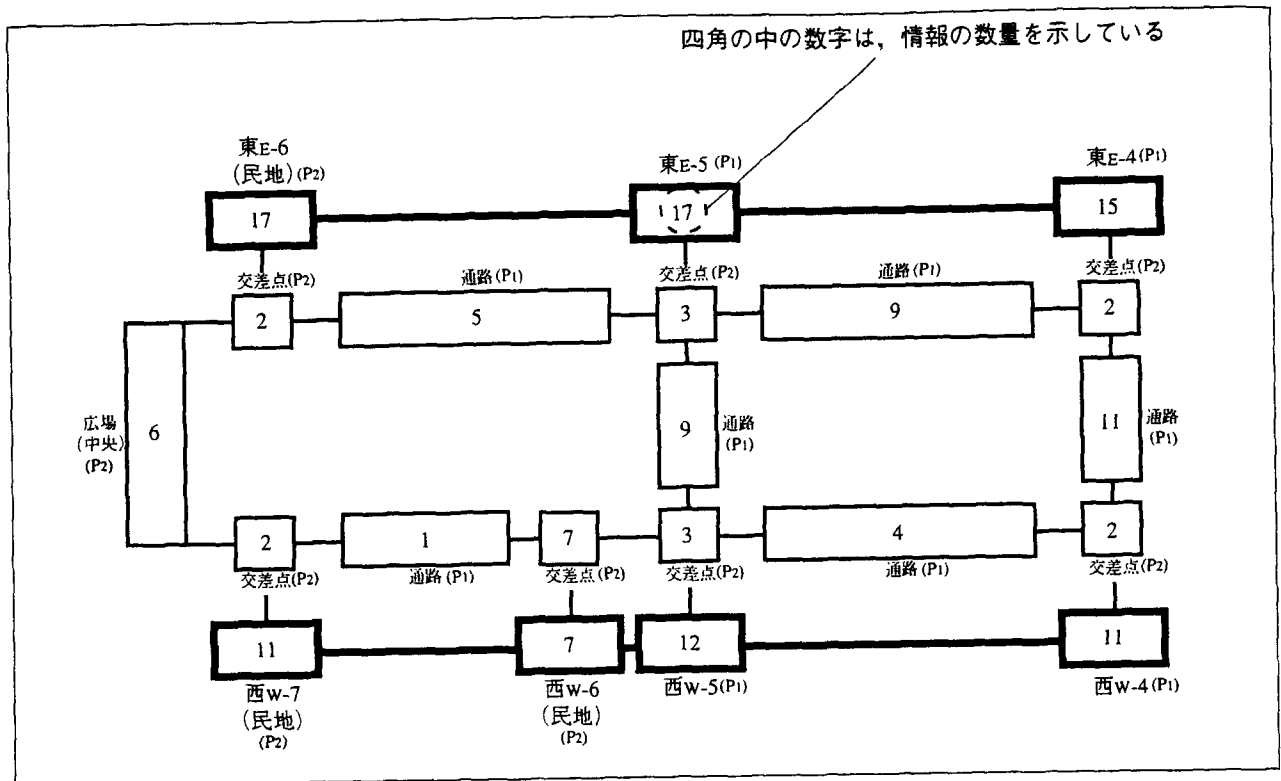 四角の中の数字は，情報の数量を示している
東E-6
(民地)(P2)
東E-5 (P1)
東E-4(P1)
17
17
15
交差点(P2)
通路(P1)
交差点(P2)
通路(P1)
交差点(P2)
2
5
3
9
2
広場
(中央)
(P2)
6
9
通路
(P1)
11
通路
(P1)
2
1
7
3
4
2
交差点(P2)
通路(P1)
交差点(P2)
交差点(P2)
通路(P1)
交差点(P2)
11
7
12
11
西W-7
(民地)
(P2)
西W-6
(民地)
(P2)
西W-5(P1)
西W-4(P1)